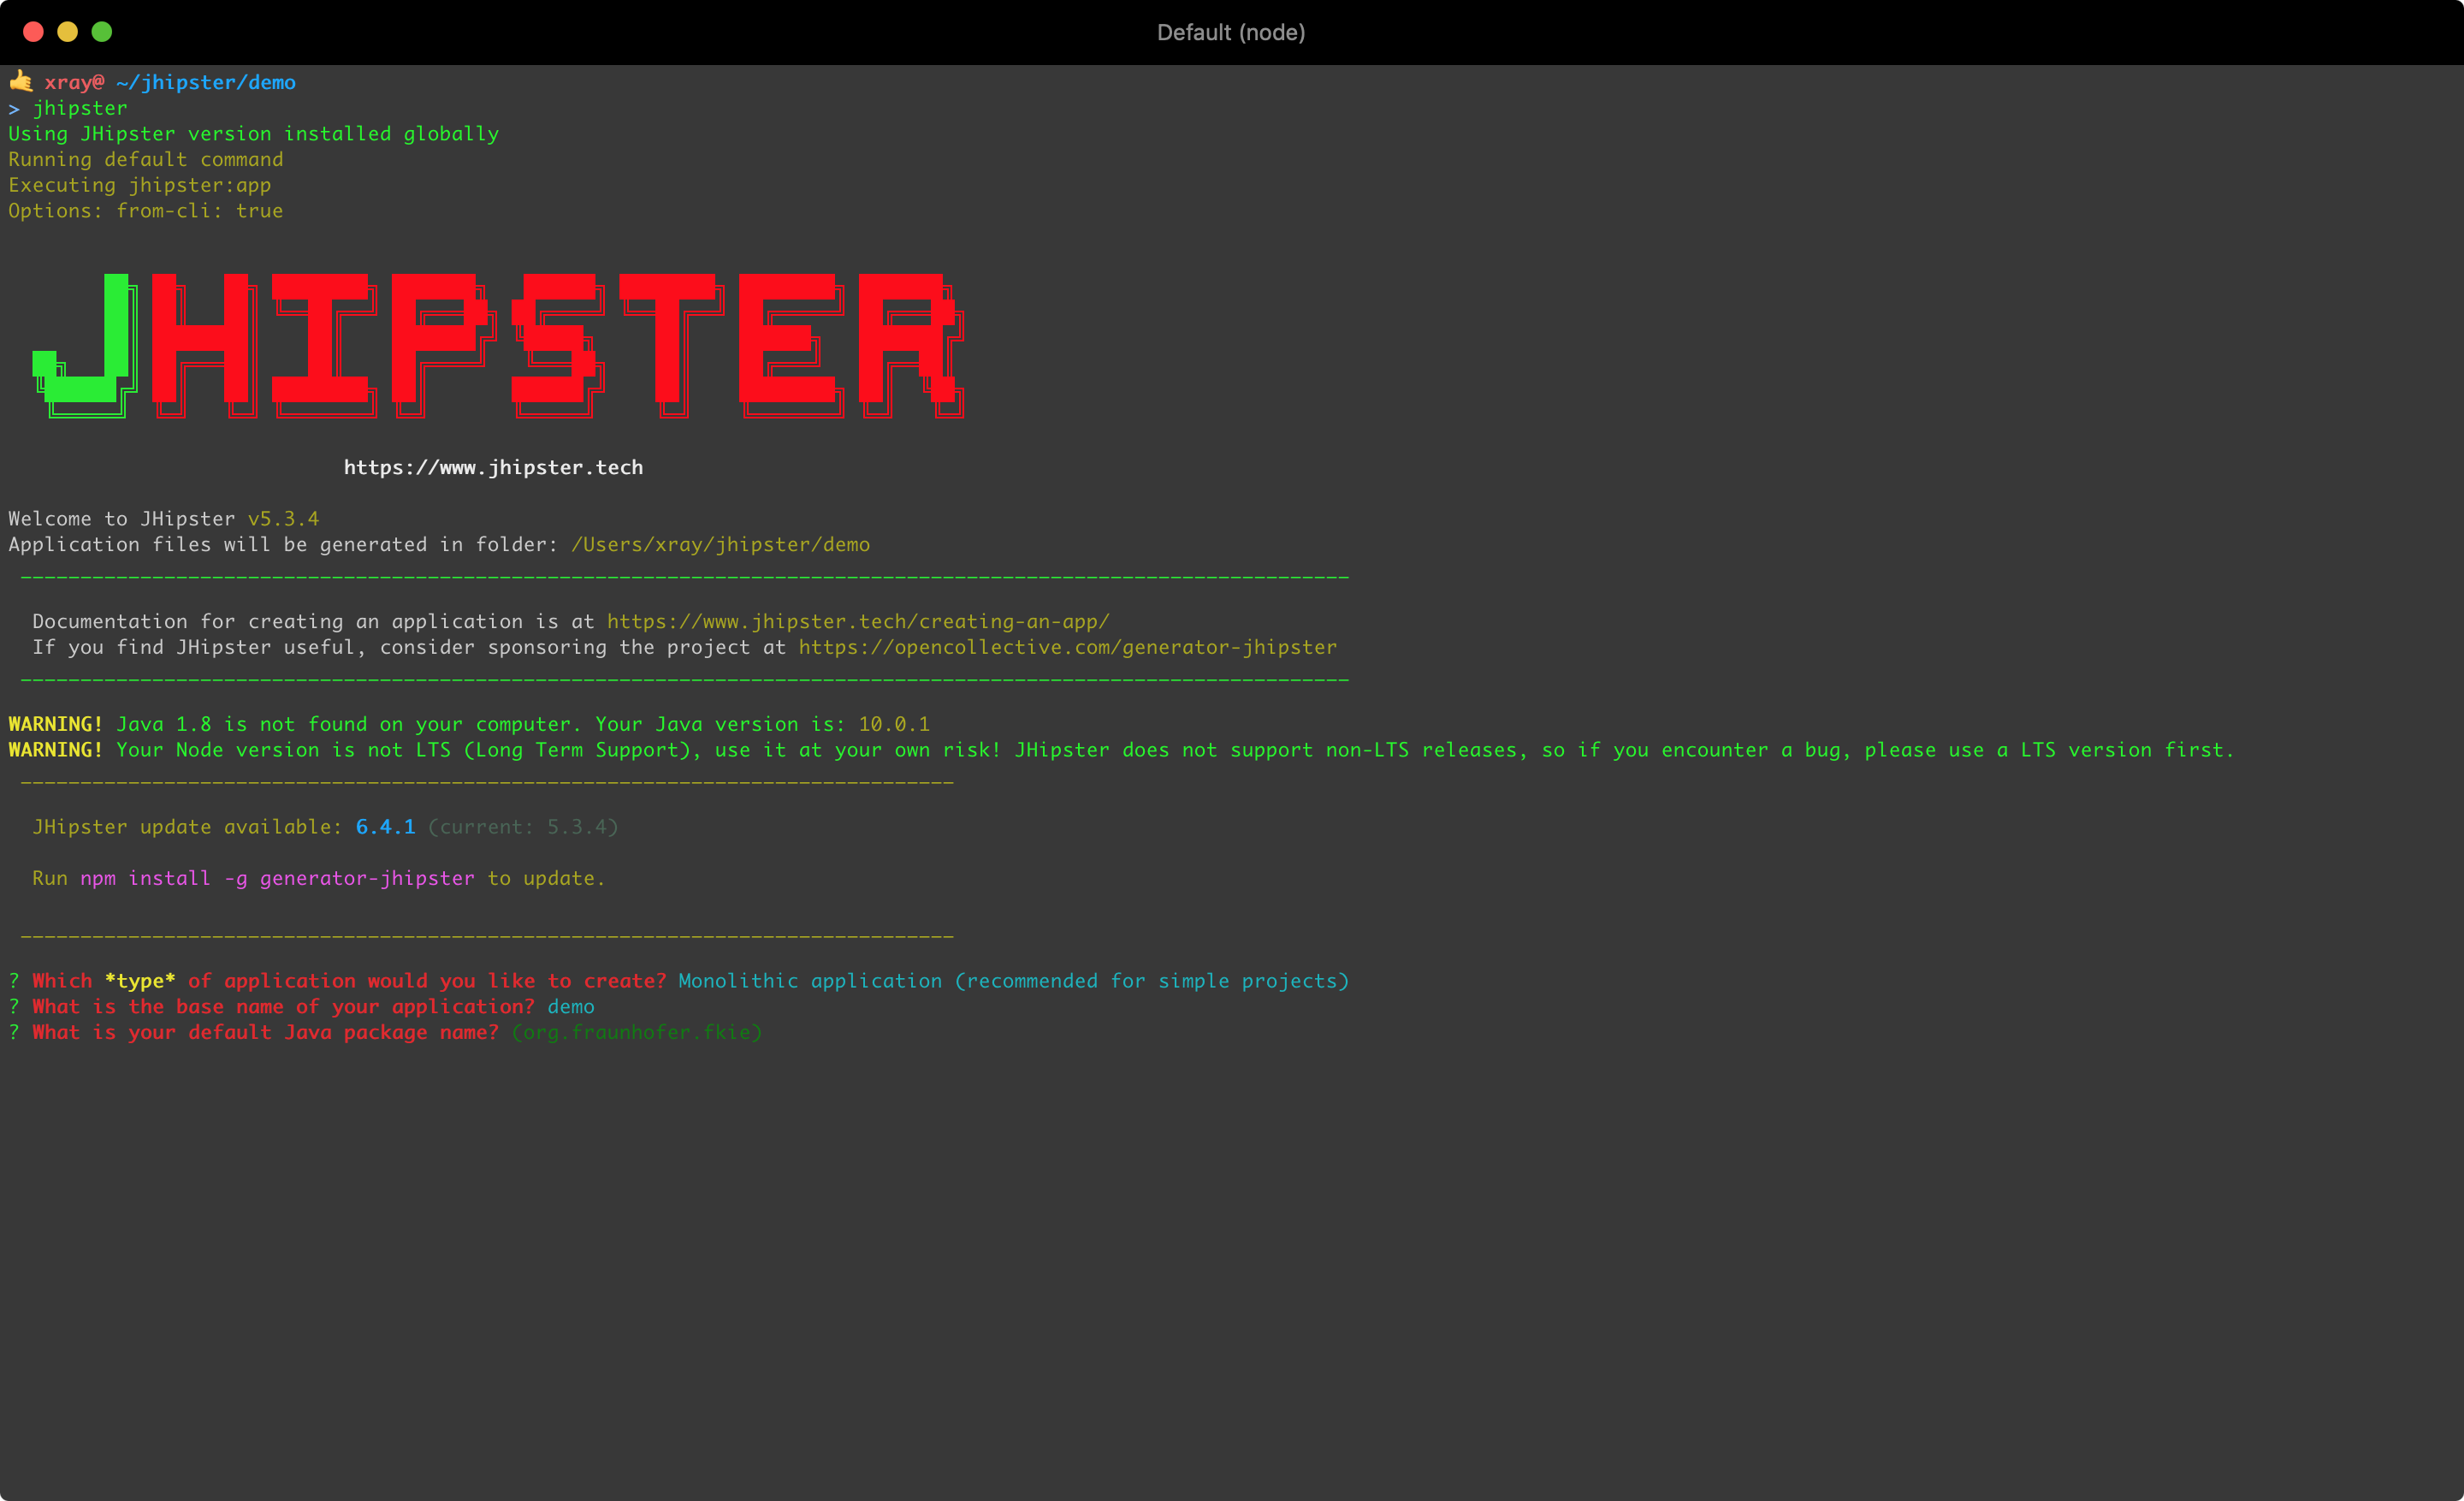 Default (node)
🤙 xray@ ~/jhipster/demo
> jhipster
Using JHipster version installed globally
Running default command
Executing jhipster:app
Options: from-cli: true
JHIPSTER
https://www.jhipster.tech
Welcome to JHipster v5.3.4
Application files will be generated in folder: /Users/xray/jhipster/demo
Documentation for creating an application is at https://www.jhipster.tech/creating-an-app/
If you find JHipster useful, consider sponsoring the project at https://opencollective.com/generator-jhipster
WARNING! Java 1.8 is not found on your computer. Your Java version is: 10.0.1
WARNING! Your Node version is not LTS (Long Term Support), use it at your own risk! JHipster does not support non-LTS releases, so if you encounter a bug, please use a LTS version first.
JHipster update available: 6.4.1 (current: 5.3.4)
Run npm install -g generator-jhipster to update.
? Which *type* of application would you like to create? Monolithic application (recommended for simple projects)
? What is the base name of your application? demo
? What is your default Java package name? (org.fraunhofer.fkie)